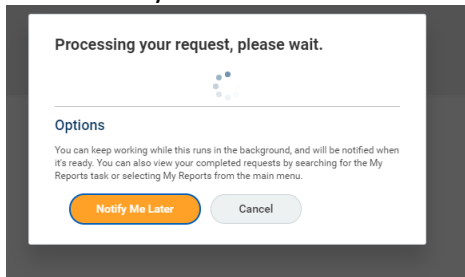 Processing your request, please wait.
Options
You can keep working while this runs in the background, and will be notified when
it's ready. You can also view your completed requests by searching for the My
Reports task or selecting My Reports from the main menu.
Notify Me Later
Cancel